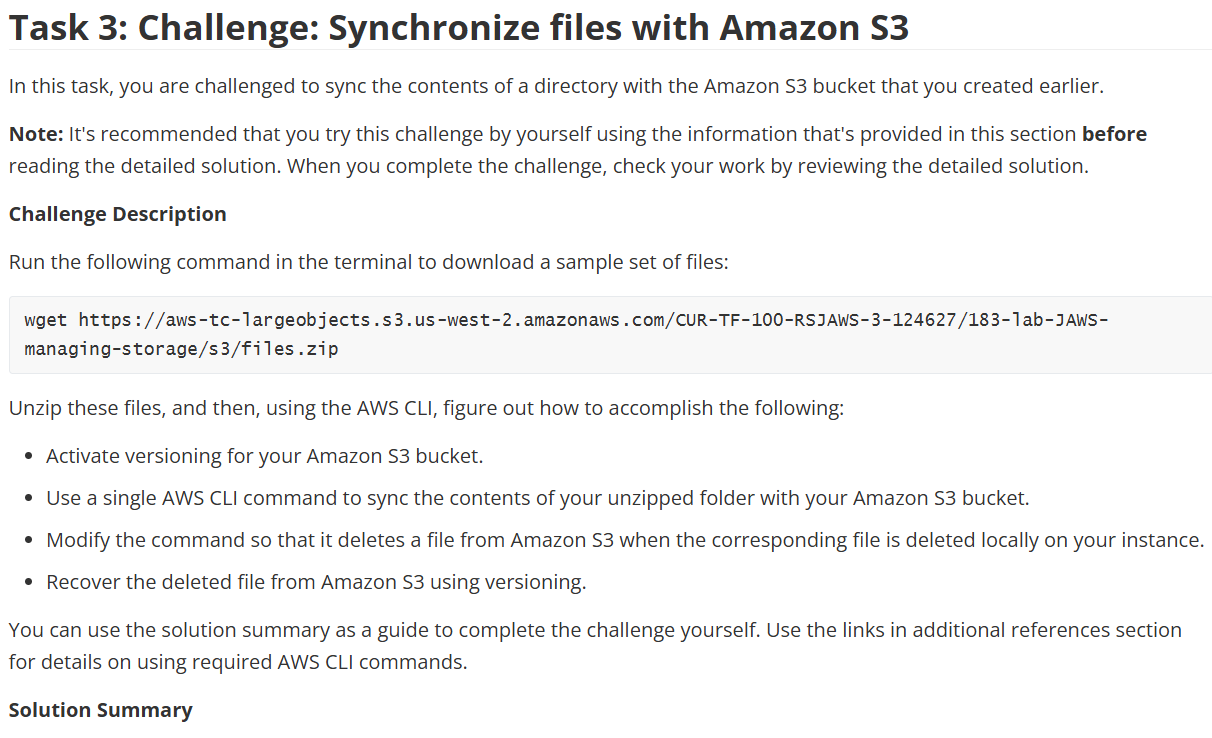 Task 3: Challenge: Synchronize files with Amazon S3
In this task, you are challenged to sync the contents of a directory with the Amazon S3 bucket that you created earlier.
Note: It's recommended that you try this challenge by yourself using the information that's provided in this section before
reading the detailed solution. When you complete the challenge, check your work by reviewing the detailed solution.
Challenge Description
Run the following command in the terminal to download a sample set of files:
wget https://aws-tc-largeobjects.s3.us-west-2.amazonaws.com/CUR-TF-100-RSJAWS-3-124627/183-lab-JAWS-
managing-storage/s3/files.zip
Unzip these files, and then, using the AWS CLI, figure out how to accomplish the following:
• Activate versioning for your Amazon S3 bucket.
• Use a single AWS CLI command to sync the contents of your unzipped folder with your Amazon S3 bucket.
• Modify the command so that it deletes a file from Amazon S3 when the corresponding file is deleted locally on your instance.
• Recover the deleted file from Amazon S3 using versioning.
You can use the solution summary as a guide to complete the challenge yourself. Use the links in additional references section
for details on using required AWS CLI commands.
Solution Summary